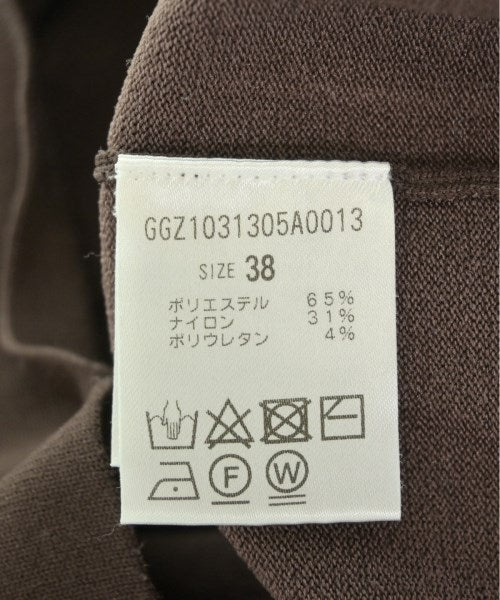 GGZ1031305A0013
SIZE 38
ポリエステル 65%
ナイロン 31%
ポリウレタン 4%
F W